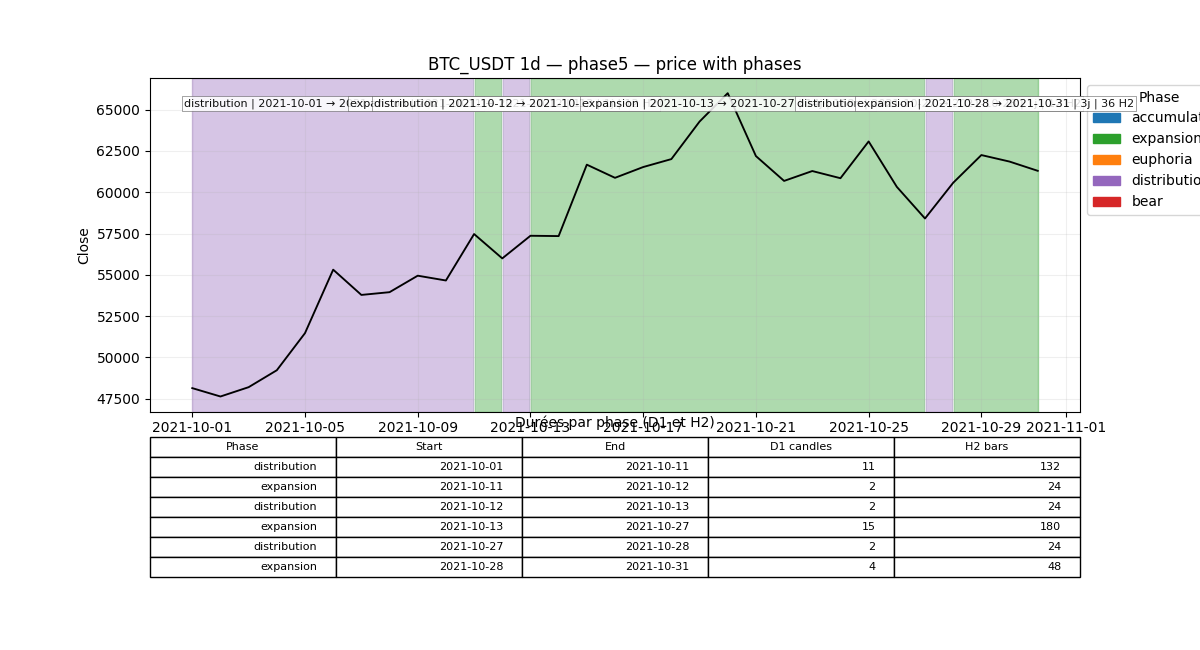 BTC_USDT 1d — phase5 — price with phases
distribution | 2021-10-01 → 2
distribution | 2021-10-12 → 2021-10-
expansion | 2021-10-13 → 2021-10-27
distributio
expansion | 2021-10-28 → 2021-10-31 | 3j | 36 H2
Phase
accumulat
expansion
euphoria
distributio
bear
Close
65000
62500
60000
57500
55000
52500
50000
47500
2021-10-01 2021-10-05 2021-10-09 2021-10-13 2021-10-17 2021-10-21 2021-10-25 2021-10-29 2021-11-01
Durées par phase (D1 et H2)
Phase Start End D1 candles H2 bars
distribution 2021-10-01 2021-10-11 11 132
expansion 2021-10-11 2021-10-12 2 24
distribution 2021-10-12 2021-10-13 2 24
expansion 2021-10-13 2021-10-27 15 180
distribution 2021-10-27 2021-10-28 2 24
expansion 2021-10-28 2021-10-31 4 48